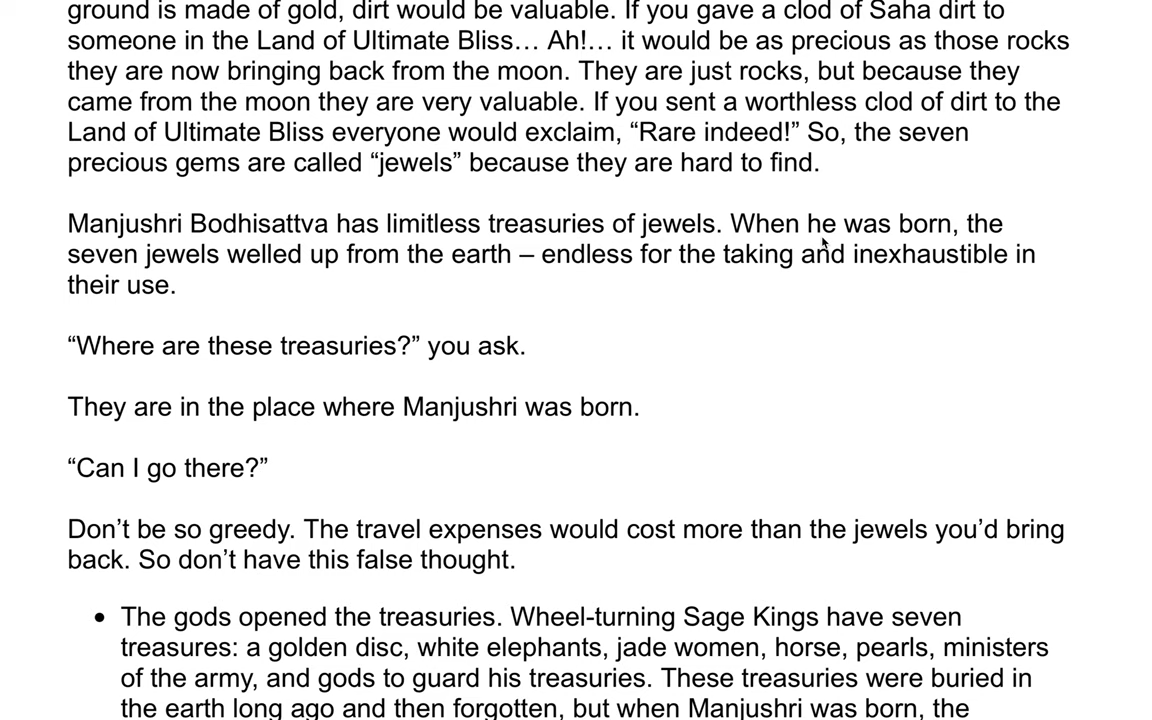 ground is made of gold, dirt would be valuable. If you gave a clod of Saha dirt to
someone in the Land of Ultimate Bliss… Ah!… it would be as precious as those rocks
they are now bringing back from the moon. They are just rocks, but because they
came from the moon they are very valuable. If you sent a worthless clod of dirt to the
Land of Ultimate Bliss everyone would exclaim, “Rare indeed!” So, the seven
precious gems are called “jewels” because they are hard to find.
Manjushri Bodhisattva has limitless treasuries of jewels. When he was born, the
seven jewels welled up from the earth – endless for the taking and inexhaustible in
their use.
“Where are these treasuries?” you ask.
They are in the place where Manjushri was born.
“Can I go there?”
Don’t be so greedy. The travel expenses would cost more than the jewels you’d bring
back. So don’t have this false thought.
• The gods opened the treasuries. Wheel-turning Sage Kings have seven
treasures: a golden disc, white elephants, jade women, horse, pearls, ministers
of the army, and gods to guard his treasuries. These treasuries were buried in
the earth long ago and then forgotten, but when Manjushri was born, the